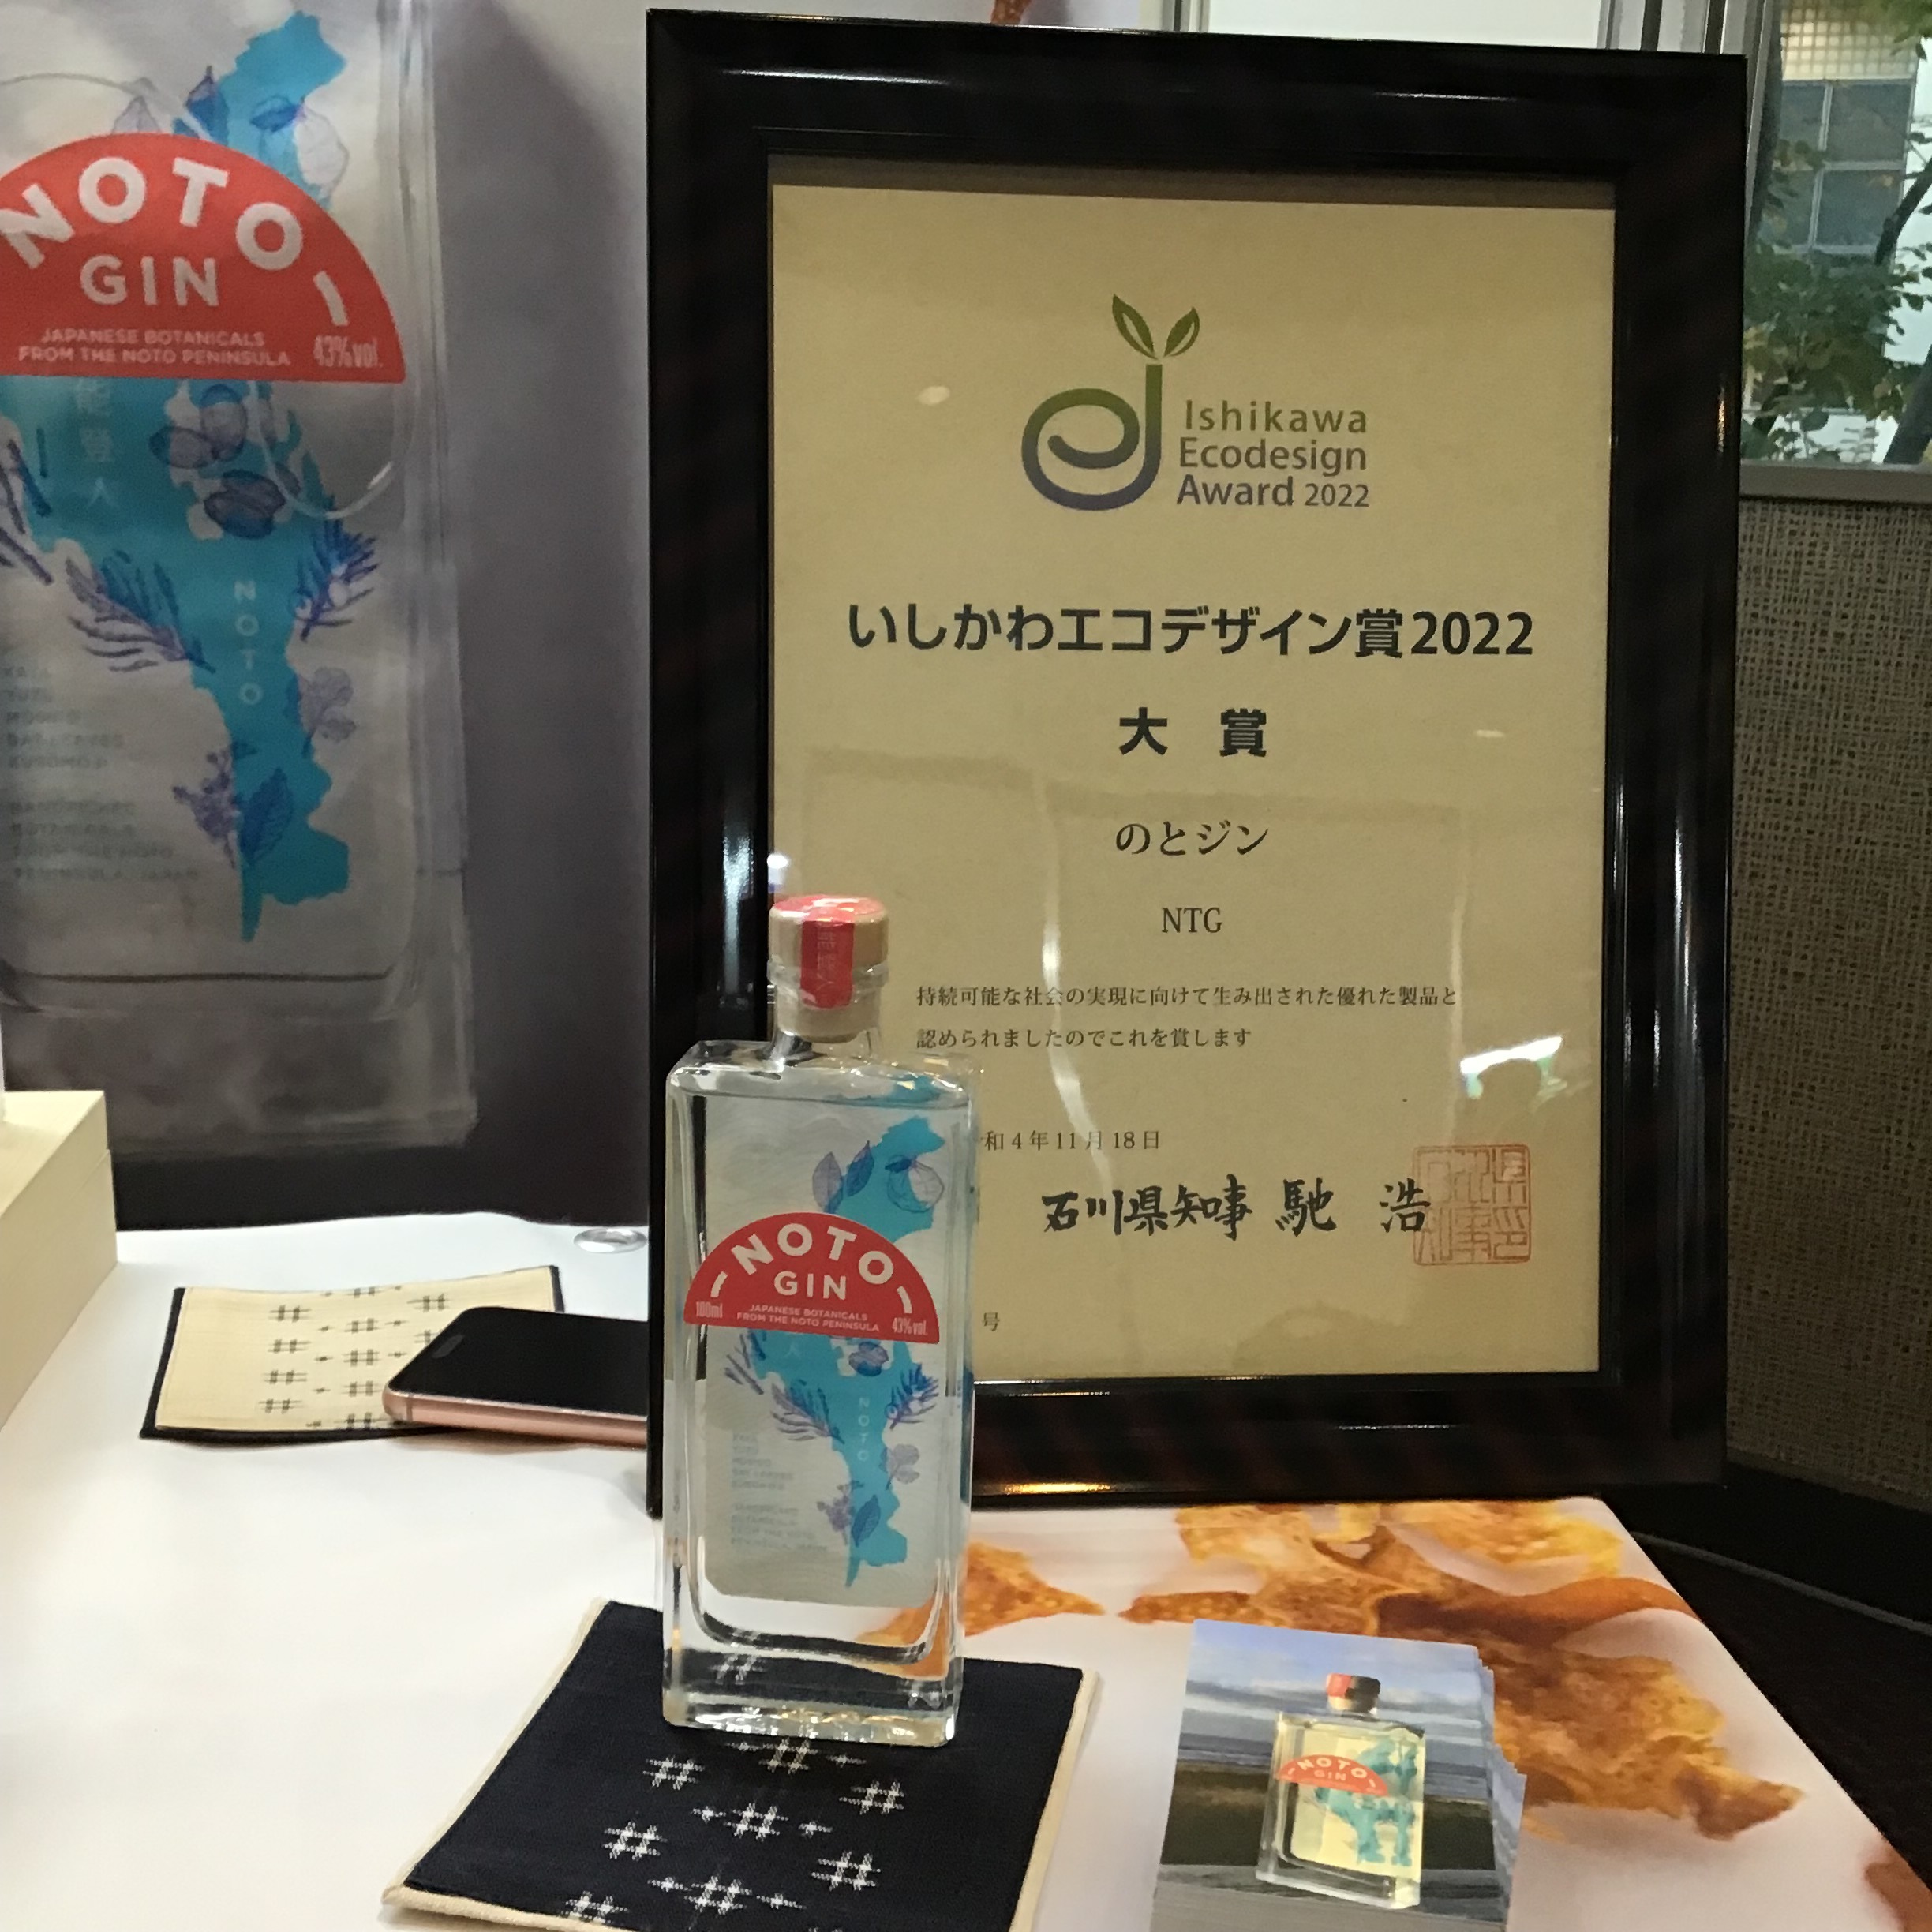 NOTO
GIN
JAPANESE BOTANICALS
FROM THE NOTO PENINSULA
43%vol.
能登
人
NOTO
Ishikawa
Ecodesign
Award 2022
いしかわエコデザイン賞2022
大 賞
のとジン
NTG
持続可能な社会の実現に向けて生み出された優れた製品と
認められましたのでこれを賞します
和4年11月18日
石川県知事 馳 浩
号
NOTO
GIN
100ml
JAPANESE BOTANICALS
FROM THE NOTO PENINSULA
43%vol.
人
NOTO
NOTO
GIN